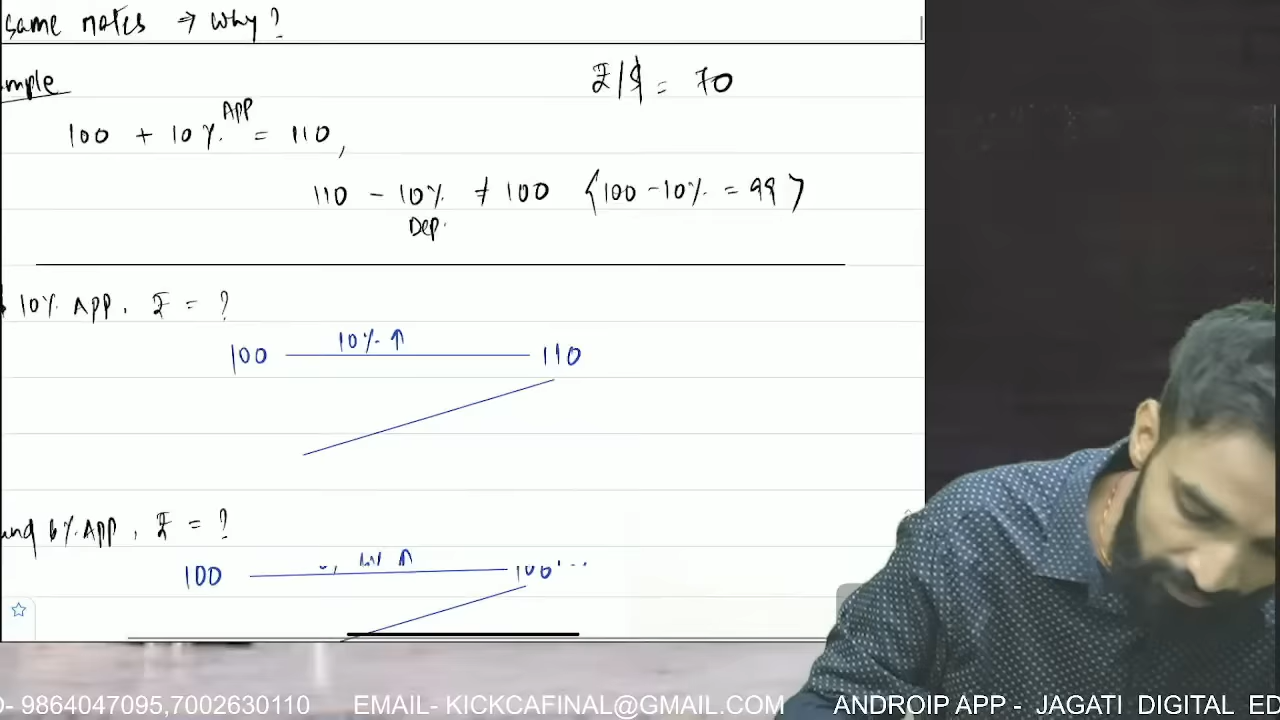 same notes ⇒ Why?
mple
₹/$ = 70
100 + 10% App = 110,
110 - 10% Dep. ≠ 100 {100 - 10% = 99}
10% App. ₹ = ?
100 10% ↑ 110
und 6% App, ₹ = ?
100 ↑
9864047095,7002630110 EMAIL- KICKCAFINAL@GMAIL.COM ANDROIP APP - JAGATI DIGITAL ED